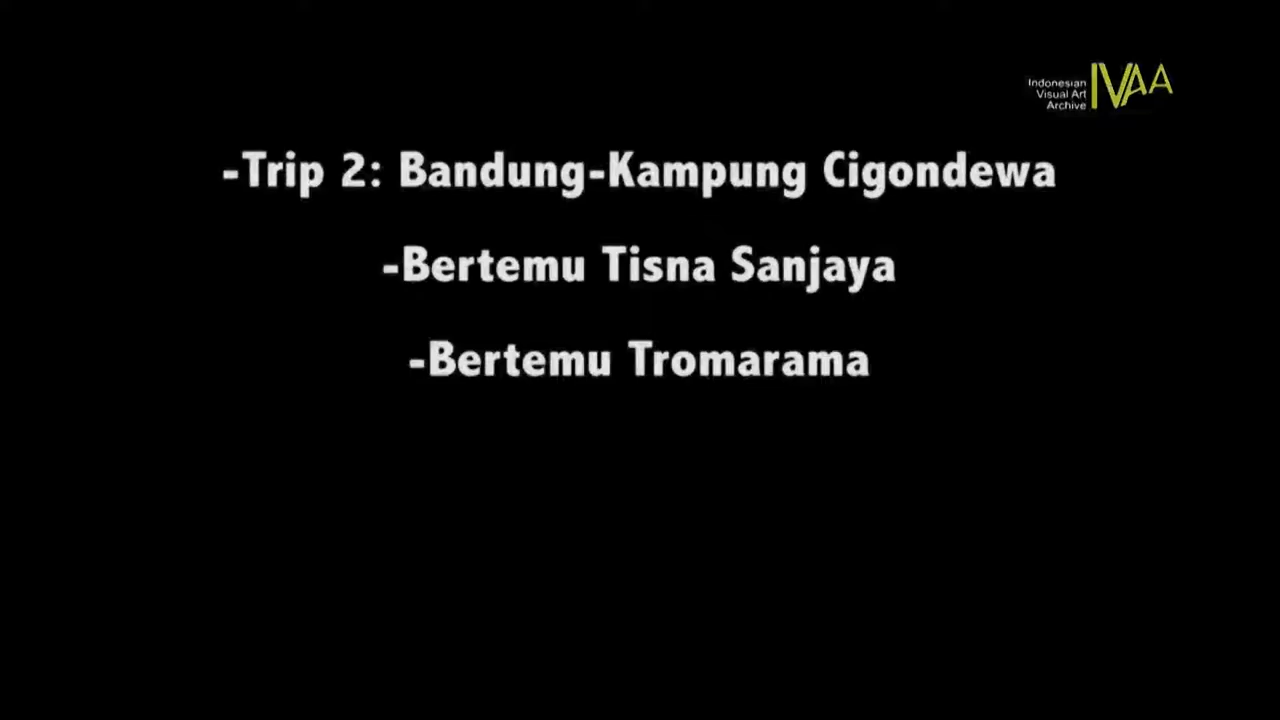 Indonesian
Visual Art
Archive
IVAA
-Trip 2: Bandung-Kampung Cigondewa
-Bertemu Tisna Sanjaya
-Bertemu Tromarama